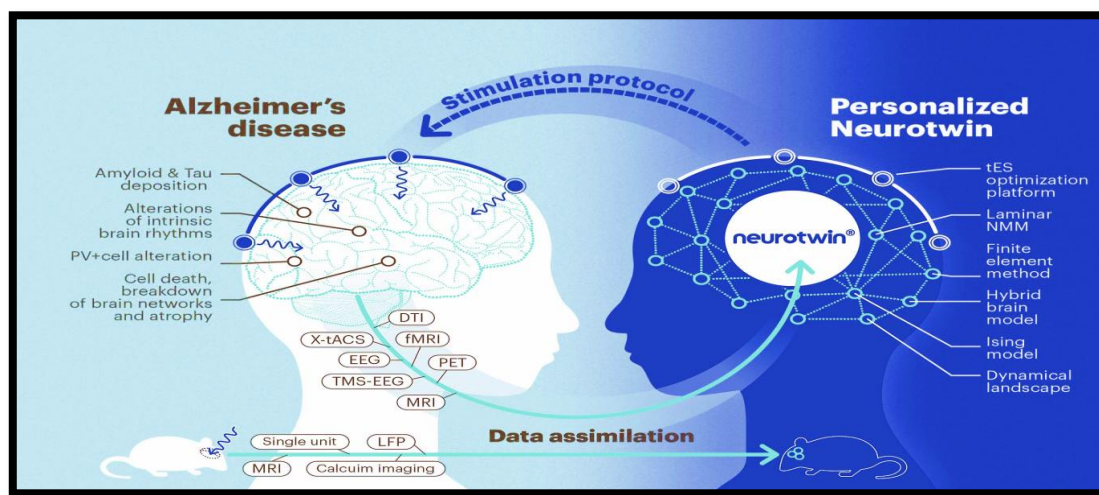 Stimulation protocol
Alzheimer's
disease
Amyloid & Tau
deposition
Alterations
of intrinsic
brain rhythms
PV+cell alteration
Cell death,
breakdown
of brain networks
and atrophy
Personalized
Neurotwin
neurotwin®
tES
optimization
platform
Laminar
NMM
Finite
element
method
Hybrid
brain
model
Ising
model
Dynamical
landscape
DTI
X-tACS
fMRI
EEG
PET
TMS-EEG
MRI
Data assimilation
Single unit
LFP
MRI
Calcuim imaging